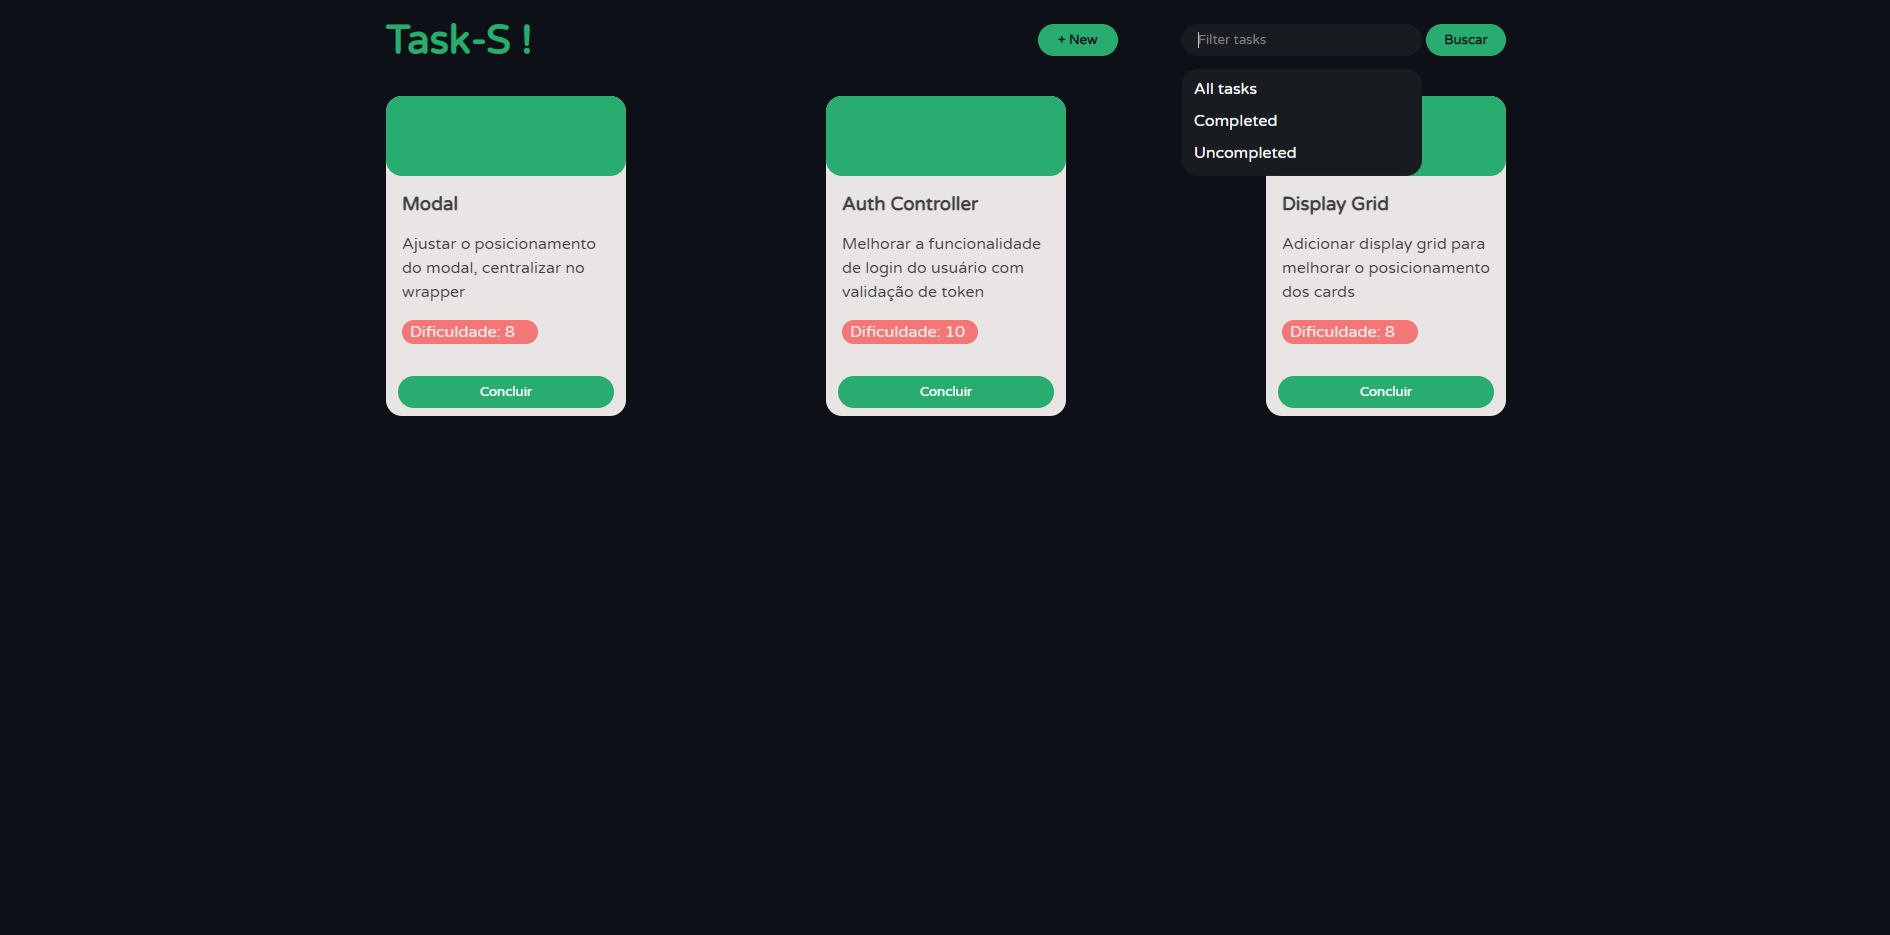 Task-S !
+ New
Filter tasks
Buscar
All tasks
Completed
Uncompleted
Modal
Ajustar o posicionamento
do modal, centralizar no
wrapper
Dificuldade: 8
Concluir
Auth Controller
Melhorar a funcionalidade
de login do usuário com
validação de token
Dificuldade: 10
Concluir
Display Grid
Adicionar display grid para
melhorar o posicionamento
dos cards
Dificuldade: 8
Concluir